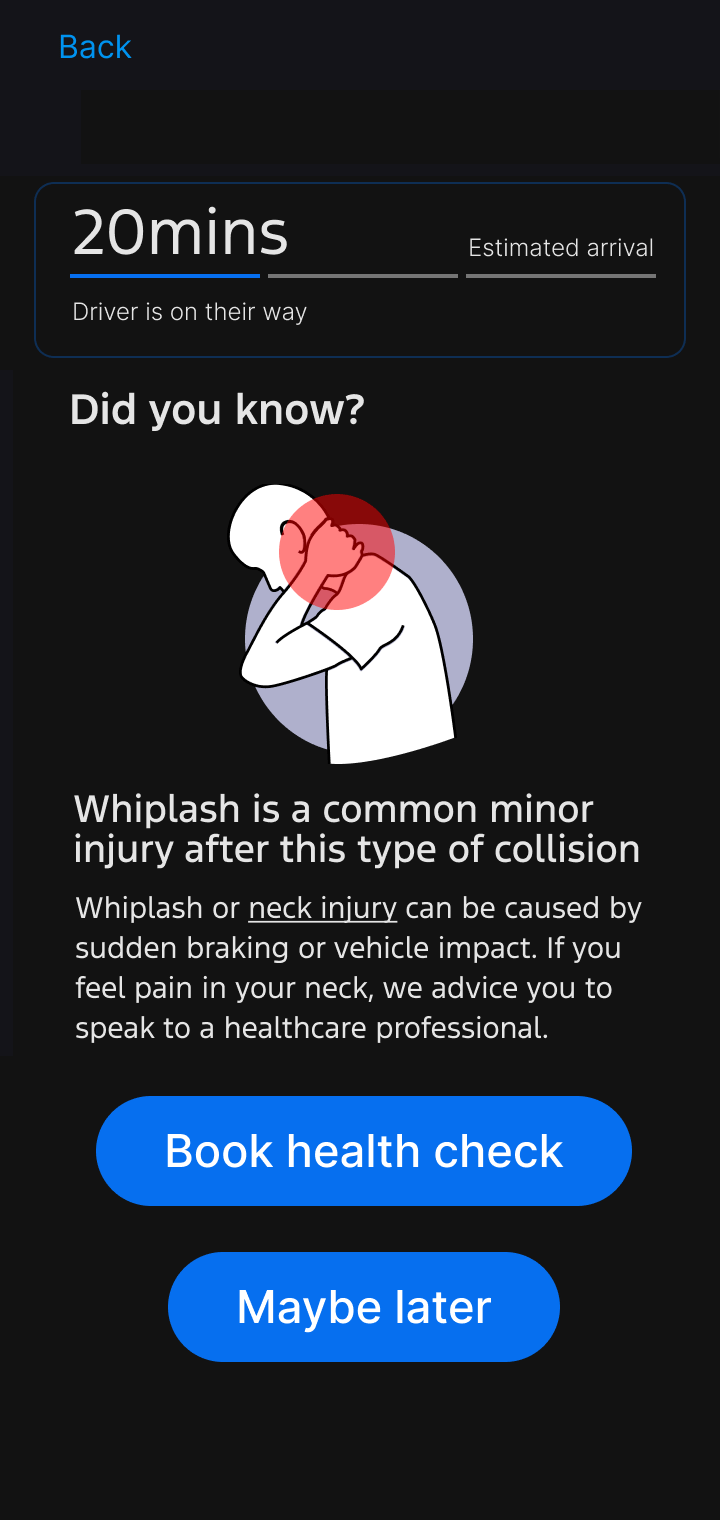 Back
20mins
Estimated arrival
Driver is on their way
Did you know?
Whiplash is a common minor
injury after this type of collision
Whiplash or neck injury can be caused by
sudden braking or vehicle impact. If you
feel pain in your neck, we advice you to
speak to a healthcare professional.
Book health check
Maybe later